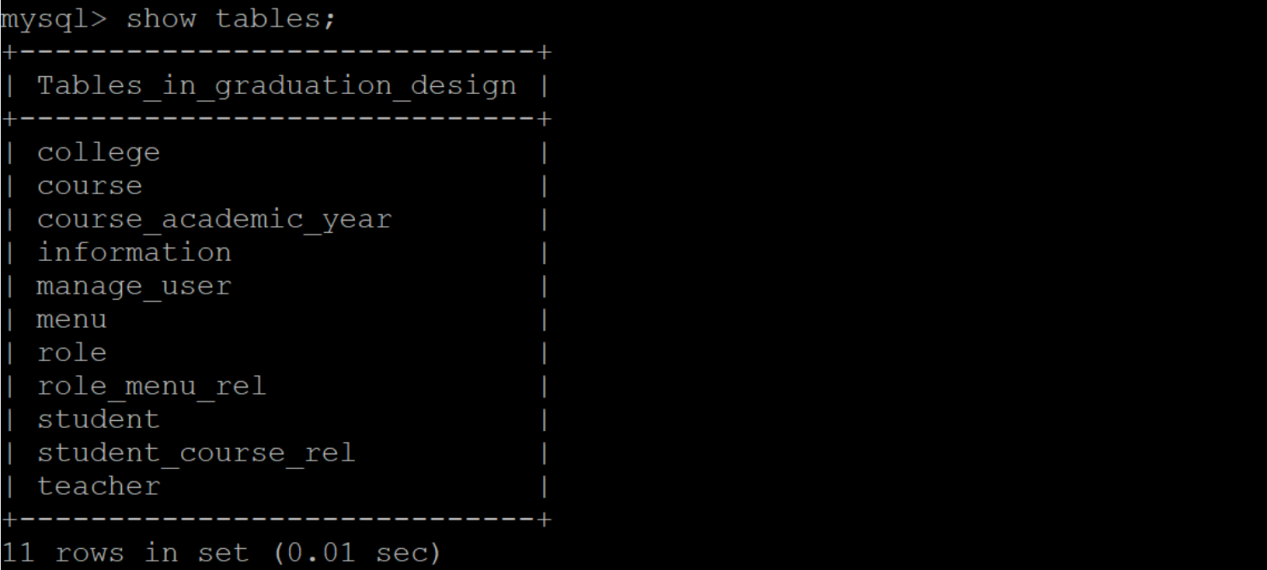 mysql> show tables;
+-----------------------------+
| Tables_in_graduation_design |
+-----------------------------+
| college                     |
| course                      |
| course_academic_year        |
| information                 |
| manage_user                 |
| menu                        |
| role                        |
| role_menu_rel               |
| student                     |
| student_course_rel          |
| teacher                     |
+-----------------------------+
11 rows in set (0.01 sec)